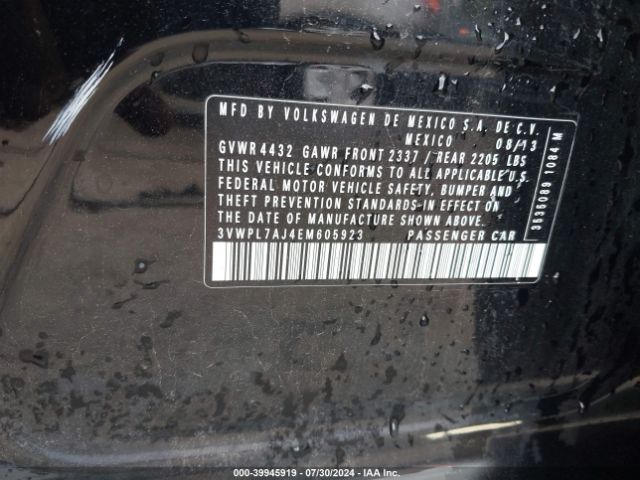 MFD BY VOLKSWAGEN DE MEXICO S.A. DE C.V.
MEXICO 08/13
GVWR 4432 GAWR FRONT 2337 / REAR 2205 LBS
THIS VEHICLE CONFORMS TO ALL APPLICABLE U.S.
FEDERAL MOTOR VEHICLE SAFETY, BUMPER AND
THEFT PREVENTION STANDARDS IN EFFECT ON
THE DATE OF MANUFACTURE SHOWN ABOVE.
3VWPL7AJ4EM605923 PASSENGER CAR
3535099 1084 M
000-39945919 | 07/30/2024 | IAA Inc.